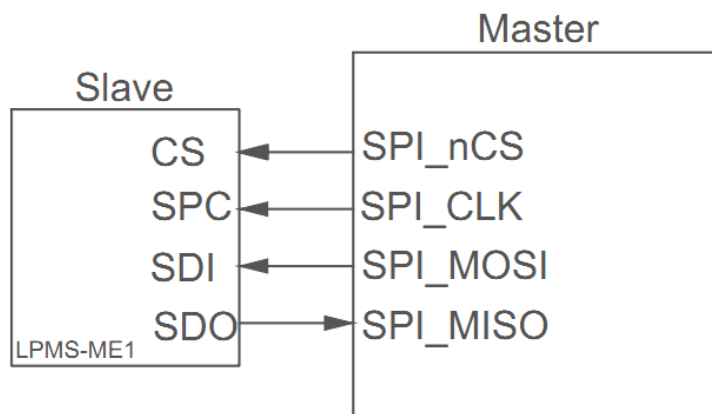 Master
Slave
CS
SPI_nCS
SPC
SPI_CLK
SDI
SPI_MOSI
SDO
SPI_MISO
LPMS-ME1